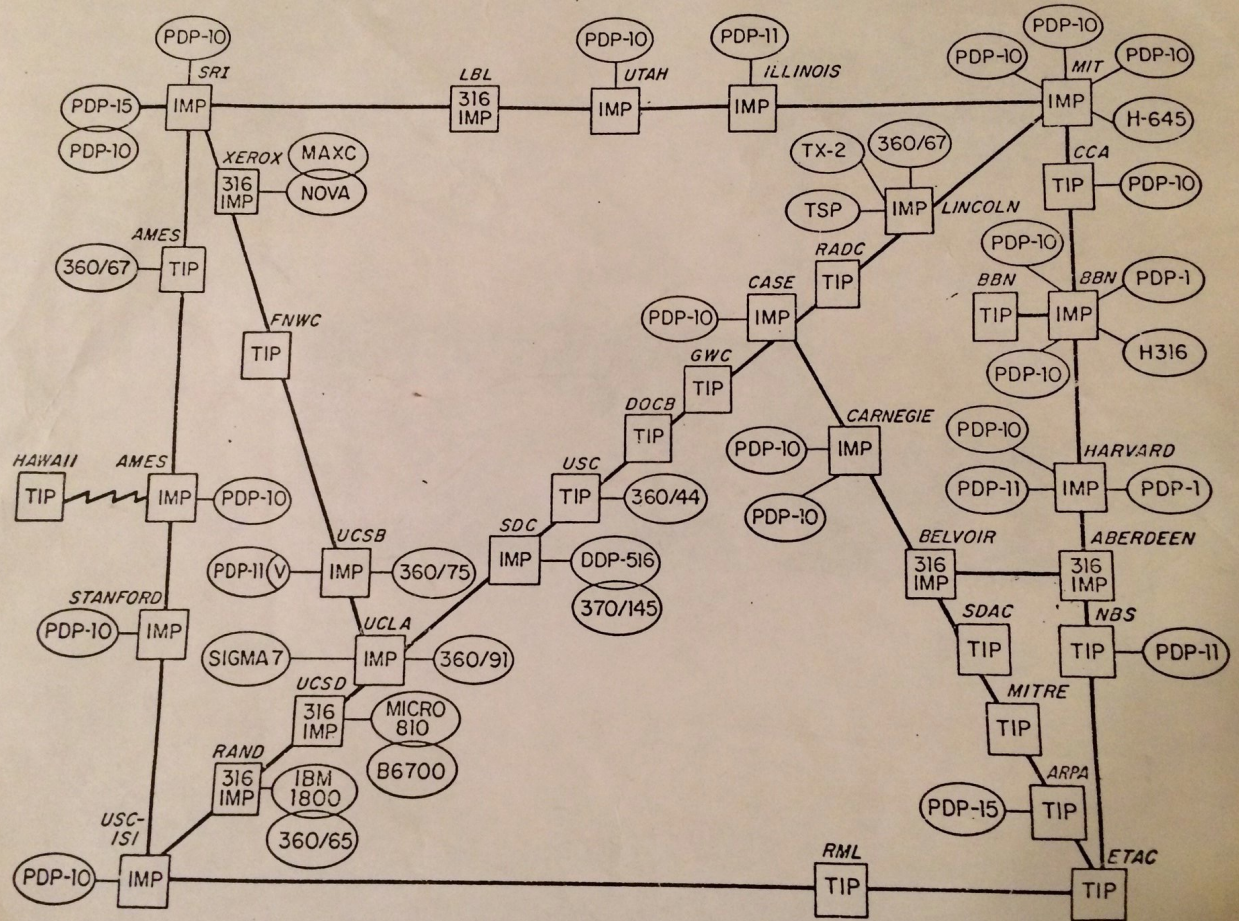 PDP-10
SRI
PDP-15
IMP
PDP-10
LBL
316
IMP
PDP-10
UTAH
IMP
PDP-11
ILLINOIS
IMP
PDP-10
PDP-10
PDP-10
MIT
IMP
H-645
XEROX
316
IMP
MAXC
NOVA
TX-2
360/67
TSP
IMP
LINCOLN
CCA
TIP
PDP-10
AMES
360/67
TIP
RADC
TIP
PDP-10
BBN
TIP
BBN
IMP
PDP-1
H316
PDP-10
FNWC
TIP
CASE
PDP-10
IMP
GWC
TIP
DOCB
TIP
CARNEGIE
PDP-10
IMP
PDP-10
PDP-10
HARVARD
PDP-11
IMP
PDP-1
HAWAII
TIP
AMES
IMP
PDP-10
USC
TIP
360/44
SDC
IMP
DDP-516
370/145
UCSB
PDP-11
V
IMP
360/75
BELVOIR
316
IMP
ABERDEEN
316
IMP
STANFORD
PDP-10
IMP
UCLA
SIGMA 7
IMP
360/91
SDAC
TIP
NBS
TIP
PDP-11
UCSD
316
IMP
MICRO
810
B6700
MITRE
TIP
RAND
316
IMP
IBM
1800
360/65
ARPA
PDP-15
TIP
USC-
ISI
PDP-10
IMP
RML
TIP
ETAC
TIP